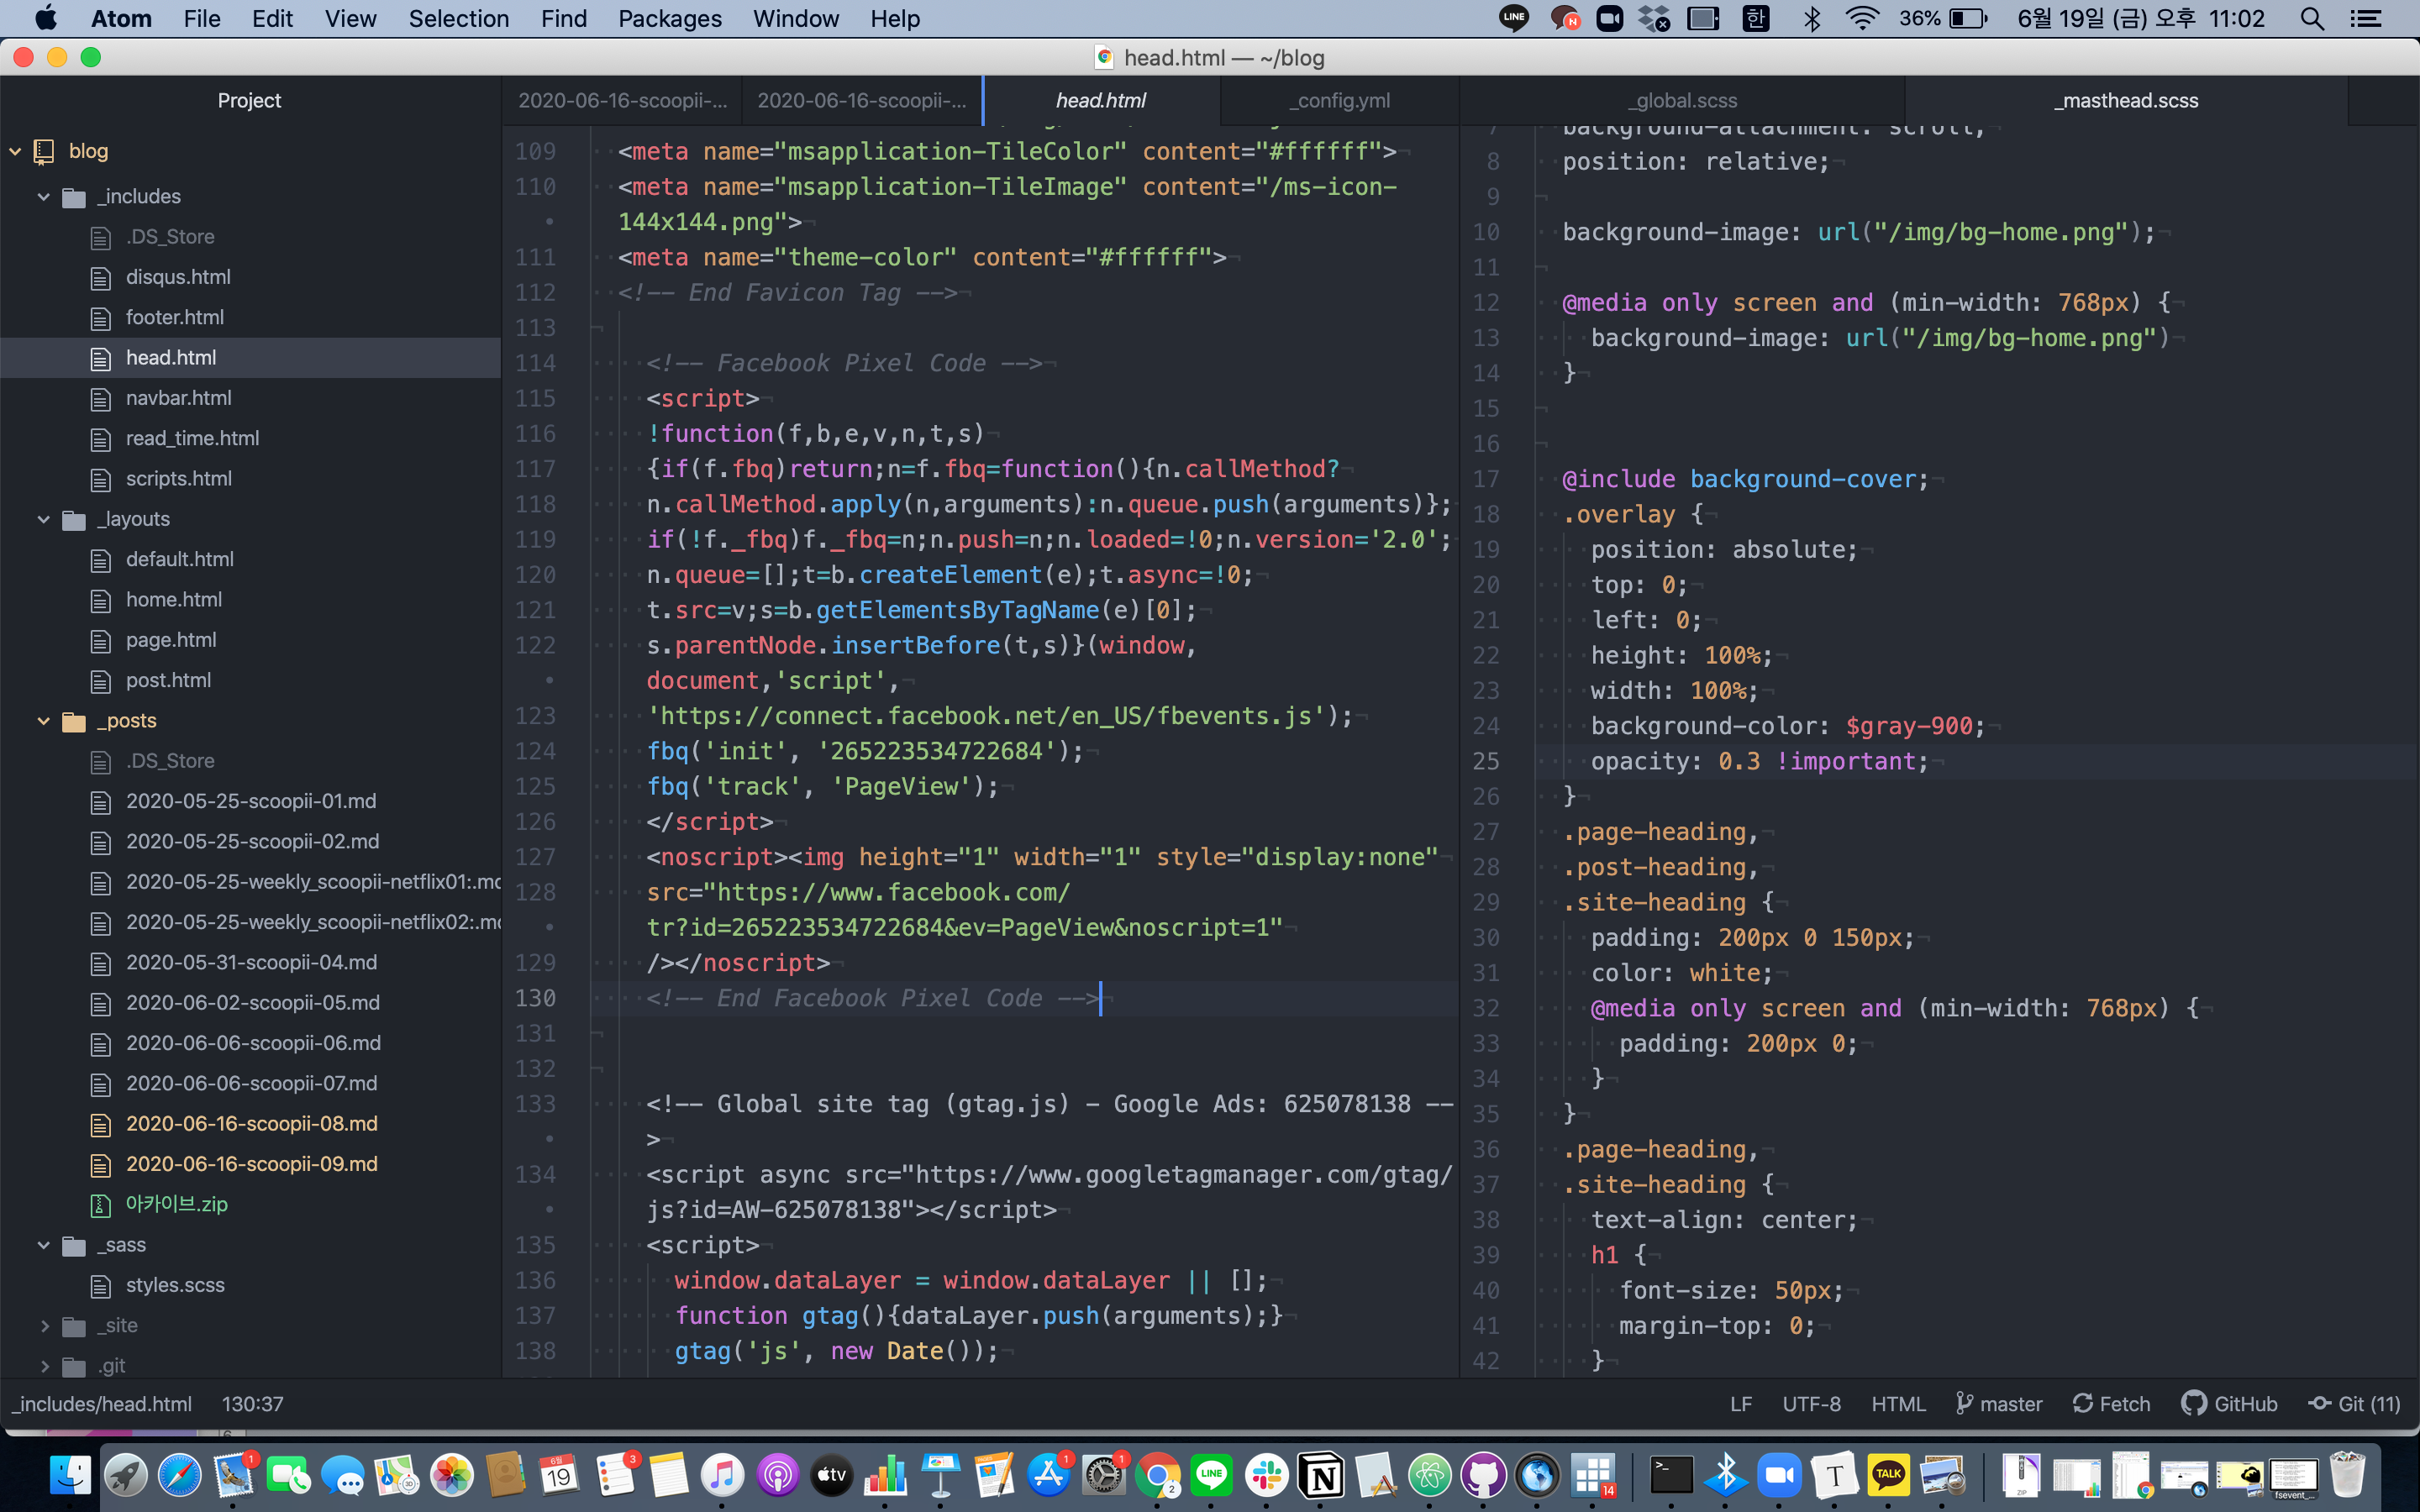 Atom File Edit View Selection Find Packages Window Help
LINE N 한 36% 6월 19일 (금) 오후 11:02
head.html — ~/blog
Project
2020-06-16-scoopii-... 2020-06-16-scoopii-... head.html _config.yml _global.scss _masthead.scss
blog
_includes
.DS_Store
disqus.html
footer.html
head.html
navbar.html
read_time.html
scripts.html
_layouts
default.html
home.html
page.html
post.html
_posts
.DS_Store
2020-05-25-scoopii-01.md
2020-05-25-scoopii-02.md
2020-05-25-weekly_scoopii-netflix01:.md
2020-05-25-weekly_scoopii-netflix02:.md
2020-05-31-scoopii-04.md
2020-06-02-scoopii-05.md
2020-06-06-scoopii-06.md
2020-06-06-scoopii-07.md
2020-06-16-scoopii-08.md
2020-06-16-scoopii-09.md
아카이브.zip
_sass
styles.scss
_site
.git
109 <meta name="msapplication-TileColor" content="#ffffff">
110 <meta name="msapplication-TileImage" content="/ms-icon-
144x144.png">
111 <meta name="theme-color" content="#ffffff">
112 <!-- End Favicon Tag -->
113
114 <!-- Facebook Pixel Code -->
115 <script>
116 !function(f,b,e,v,n,t,s)
117 {if(f.fbq)return;n=f.fbq=function(){n.callMethod?
118 n.callMethod.apply(n,arguments):n.queue.push(arguments)};
119 if(!f._fbq)f._fbq=n;n.push=n;n.loaded=!0;n.version='2.0';
120 n.queue=[];t=b.createElement(e);t.async=!0;
121 t.src=v;s=b.getElementsByTagName(e)[0];
122 s.parentNode.insertBefore(t,s)}(window,
document,'script',
123 'https://connect.facebook.net/en_US/fbevents.js');
124 fbq('init', '265223534722684');
125 fbq('track', 'PageView');
126 </script>
127 <noscript><img height="1" width="1" style="display:none"
128 src="https://www.facebook.com/
tr?id=265223534722684&ev=PageView&noscript=1"
129 /></noscript>
130 <!-- End Facebook Pixel Code -->
131
132
133 <!-- Global site tag (gtag.js) - Google Ads: 625078138 --
>
134 <script async src="https://www.googletagmanager.com/gtag/
js?id=AW-625078138"></script>
135 <script>
136 window.dataLayer = window.dataLayer || [];
137 function gtag(){dataLayer.push(arguments);}
138 gtag('js', new Date());
7 background-attachment: scroll;
8 position: relative;
9
10 background-image: url("/img/bg-home.png");
11
12 @media only screen and (min-width: 768px) {
13 background-image: url("/img/bg-home.png")
14 }
15
16
17 @include background-cover;
18 .overlay {
19 position: absolute;
20 top: 0;
21 left: 0;
22 height: 100%;
23 width: 100%;
24 background-color: $gray-900;
25 opacity: 0.3 !important;
26 }
27 .page-heading,
28 .post-heading,
29 .site-heading {
30 padding: 200px 0 150px;
31 color: white;
32 @media only screen and (min-width: 768px) {
33 padding: 200px 0;
34 }
35 }
36 .page-heading,
37 .site-heading {
38 text-align: center;
39 h1 {
40 font-size: 50px;
41 margin-top: 0;
42 }
_includes/head.html 130:37 LF UTF-8 HTML master Fetch GitHub Git (11)
1 6월 19 3 tv 1 1 2 LINE N 14 >_ T TALK ZIP fsevent_...